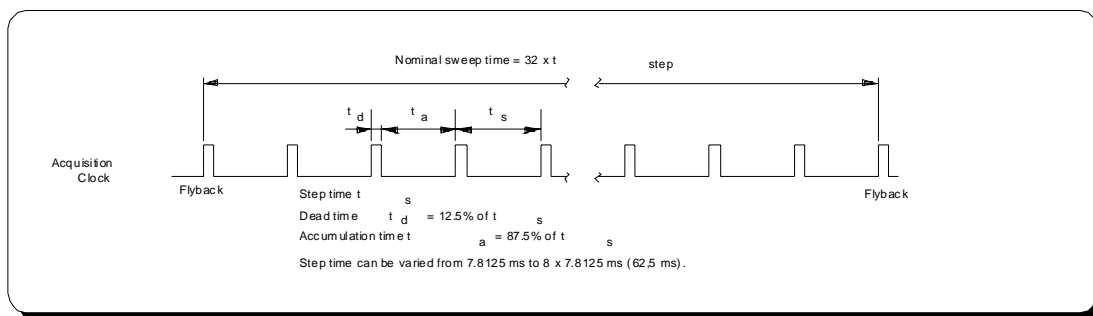 Nominal sweep time = 32 x t step
t d t a t s
Acquisition
Clock
Flyback Flyback
Step time t s
Dead time t d = 12.5% of t s
Accumulation time t a = 87.5% of t s
Step time can be varied from 7.8125 ms to 8 x 7.8125 ms (62,5 ms).